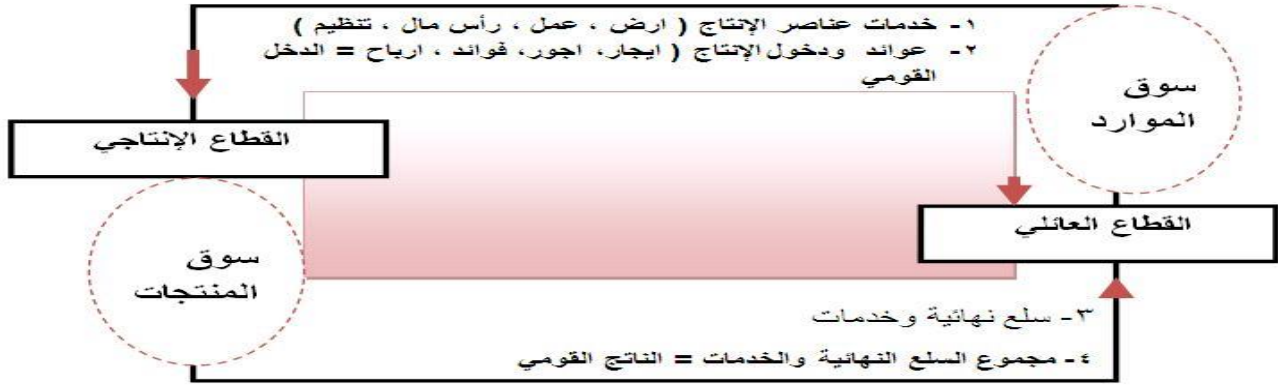 ١- خدمات عناصر الإنتاج ( ارض ، عمل ، رأس مال ، تنظيم )
٢- عوائد ودخول الإنتاج ( ايجار، اجور، فوائد ، ارباح = الدخل
القومي
سوق
الموارد
القطاع الإنتاجي
القطاع العائلي
سوق
المنتجات
٣- سلع نهائية وخدمات
٤- مجموع السلع النهائية والخدمات = الناتج القومي